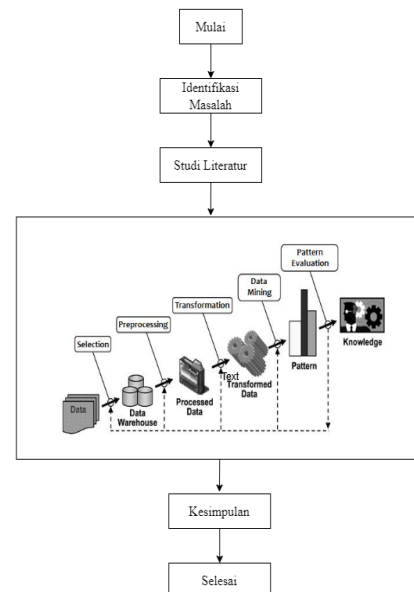 Mulai
Identifikasi
Masalah
Studi Literatur
Pattern
Evaluation
Data
Mining
Transformation
Preprocessing
Selection
Knowledge
Pattern
Text
Transformed
Data
Processed
Data
Data
Warehouse
Data
Kesimpulan
Selesai